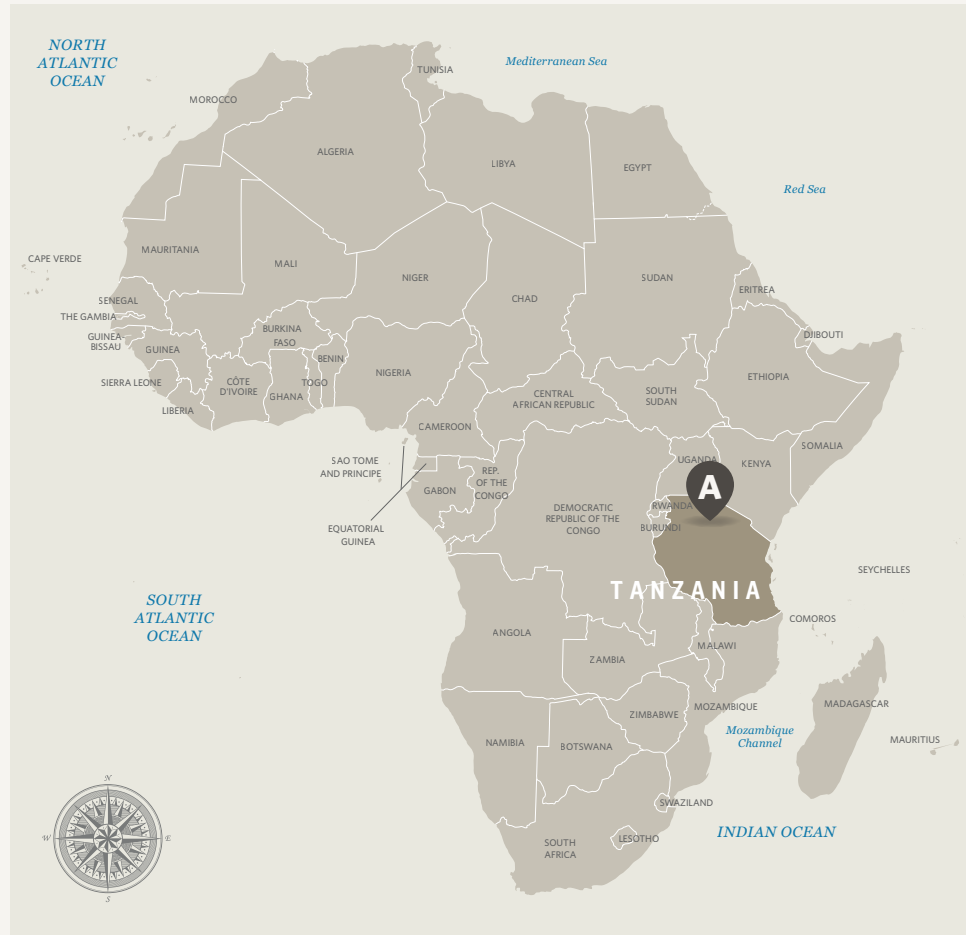 NORTH
ATLANTIC
OCEAN
Mediterranean Sea
TUNISIA
MOROCCO
ALGERIA
LIBYA
EGYPT
Red Sea
MAURITANIA
CAPE VERDE
MALI
NIGER
CHAD
SUDAN
ERITREA
SENEGAL
THE GAMBIA
GUINEA-
BISSAU
GUINEA
BURKINA
FASO
BENIN
DJIBOUTI
SIERRA LEONE
CÔTE
D'IVOIRE
GHANA
TOGO
NIGERIA
CENTRAL
AFRICAN REPUBLIC
SOUTH
SUDAN
ETHIOPIA
LIBERIA
CAMEROON
SOMALIA
SAO TOME
AND PRINCIPE
UGANDA
KENYA
REP.
OF THE
CONGO
GABON
A
RWANDA
EQUATORIAL
GUINEA
DEMOCRATIC
REPUBLIC OF THE
CONGO
BURUNDI
SEYCHELLES
TANZANIA
SOUTH
ATLANTIC
OCEAN
COMOROS
ANGOLA
MALAWI
ZAMBIA
MADAGASCAR
MOZAMBIQUE
ZIMBABWE
Mozambique
Channel
MAURITIUS
NAMIBIA
BOTSWANA
SWAZILAND
INDIAN OCEAN
LESOTHO
SOUTH
AFRICA
N
W
E
S